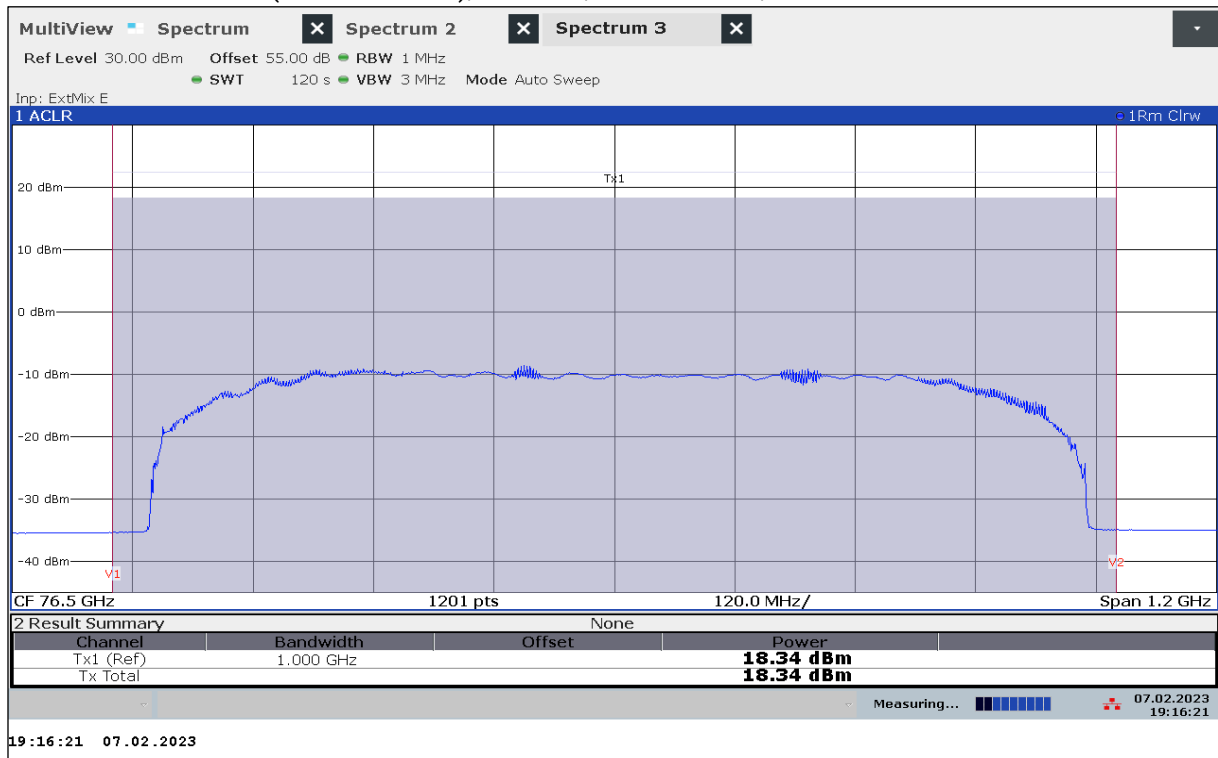 MultiView Spectrum X Spectrum 2 X Spectrum 3 X
Ref Level 30.00 dBm Offset 55.00 dB RBW 1 MHz
SWT 120 s VBW 3 MHz Mode Auto Sweep
Inp: ExtMix E
1 ACLR 1Rm Clrw
Tx1
20 dBm
10 dBm
0 dBm
-10 dBm
-20 dBm
-30 dBm
-40 dBm
V1 V2
CF 76.5 GHz 1201 pts 120.0 MHz/ Span 1.2 GHz
2 Result Summary None
Channel Bandwidth Offset Power
Tx1 (Ref) 1.000 GHz 18.34 dBm
Tx Total 18.34 dBm
Measuring... 07.02.2023
19:16:21
19:16:21 07.02.2023